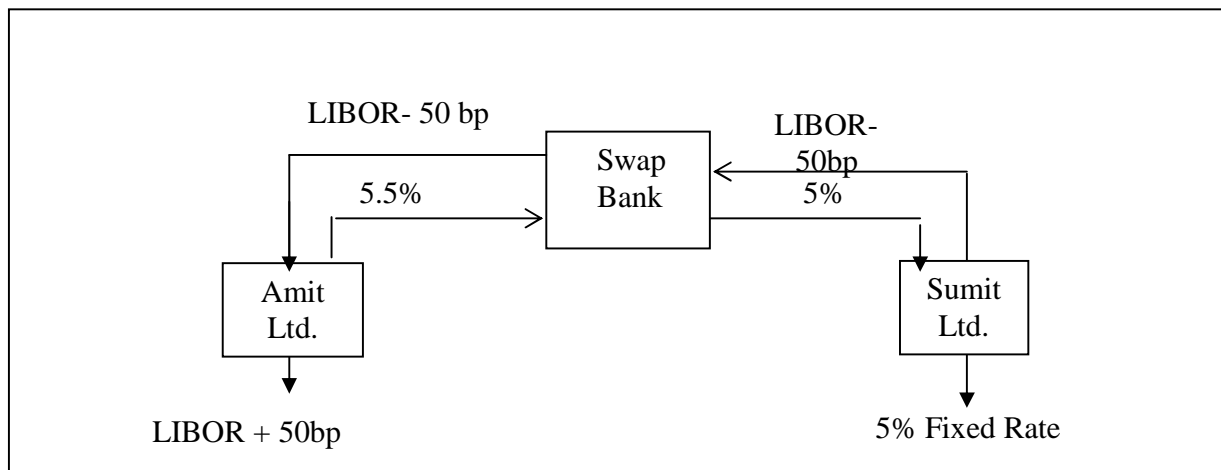 LIBOR- 50 bp
LIBOR-
50bp
Swap
Bank
5.5%
5%
Amit
Ltd.
Sumit
Ltd.
LIBOR + 50bp
5% Fixed Rate